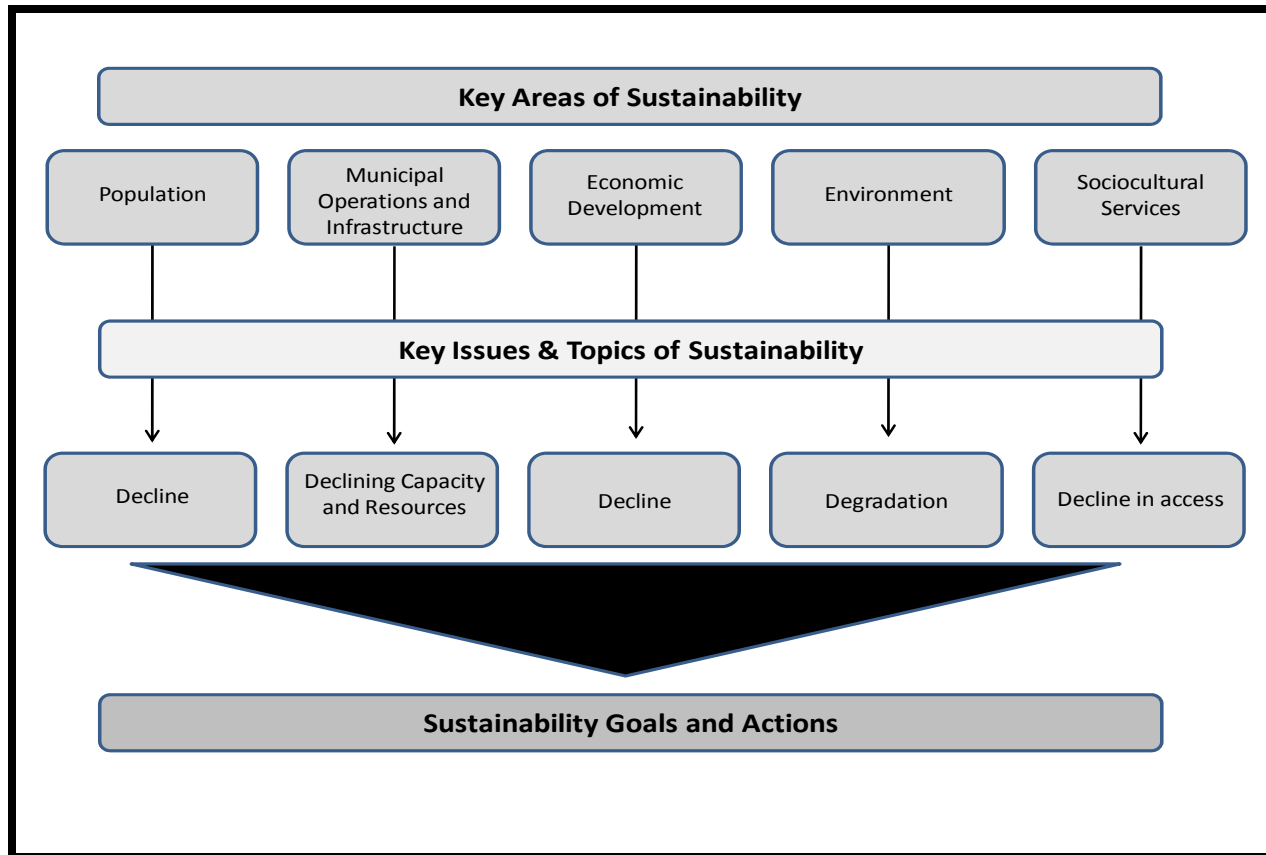 Key Areas of Sustainability
Population
Municipal
Operations and
Infrastructure
Economic
Development
Environment
Sociocultural
Services
Key Issues & Topics of Sustainability
Decline
Declining Capacity
and Resources
Decline
Degradation
Decline in access
Sustainability Goals and Actions